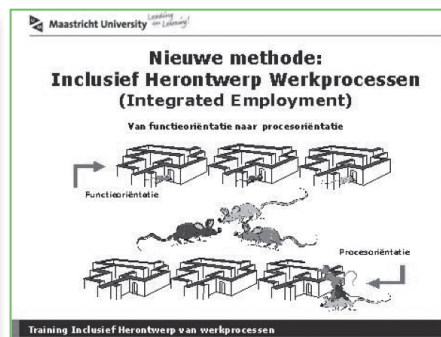 Maastricht University
Leading in Learning!
Nieuwe methode:
Inclusief Herontwerp Werkprocessen
(Integrated Employment)
Van functieoriëntatie naar procesoriëntatie
Functieoriëntatie
Procesoriëntatie
Training Inclusief Herontwerp van werkprocessen